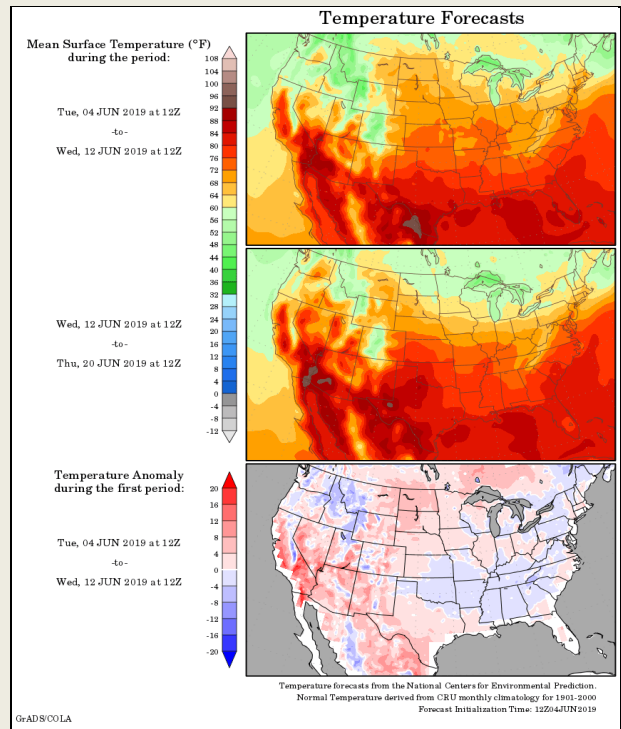 Temperature Forecasts
Mean Surface Temperature (°F)
during the period:
Tue, 04 JUN 2019 at 12Z
-to-
Wed, 12 JUN 2019 at 12Z
108
104
100
96
92
88
84
80
76
72
68
64
60
56
52
48
44
40
36
32
28
24
20
16
12
8
4
0
-4
-8
-12
Wed, 12 JUN 2019 at 12Z
-to-
Thu, 20 JUN 2019 at 12Z
Temperature Anomaly
during the first period:
Tue, 04 JUN 2019 at 12Z
-to-
Wed, 12 JUN 2019 at 12Z
20
16
12
8
4
0
-4
-8
-12
-16
-20
Temperature forecasts from the National Centers for Environmental Prediction.
Normal Temperature derived from CRU monthly climatology for 1901-2000
Forecast Initialization Time: 12Z04JUN2019
GrADS/COLA